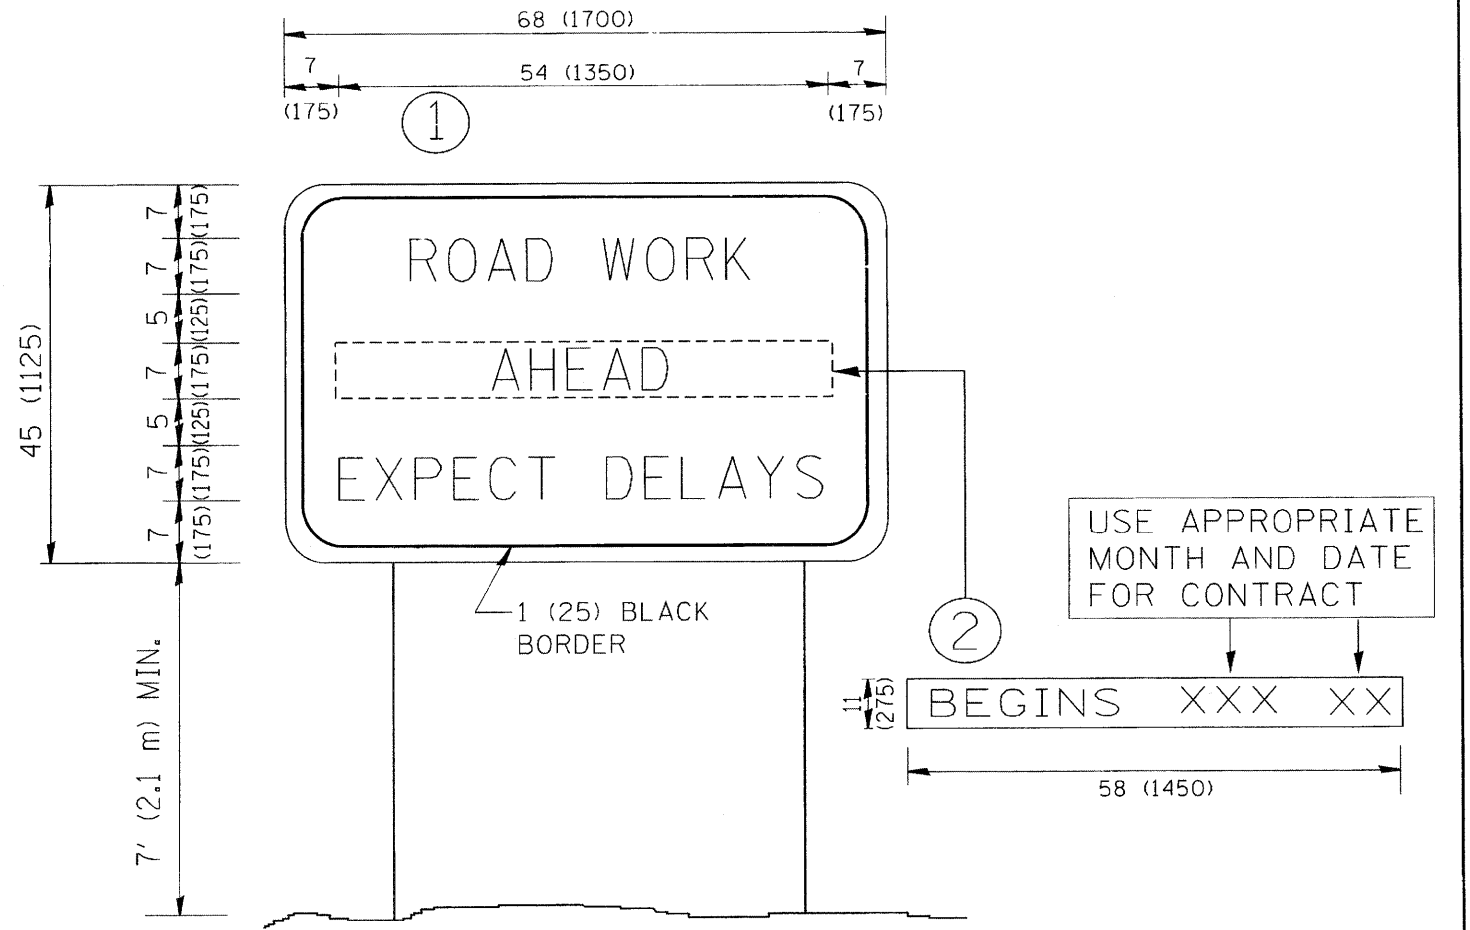 68 (1700)
7 54 (1350) 7
(175) (175)
1
45 (1125)
7 (175)
7 (175)
5 (125)
7 (175)
5 (125)
7 (175)
7 (175)
ROAD WORK
AHEAD
EXPECT DELAYS
1 (25) BLACK
BORDER
7' (2.1 m) MIN.
USE APPROPRIATE
MONTH AND DATE
FOR CONTRACT
2
11
(275)
BEGINS XXX XX
58 (1450)